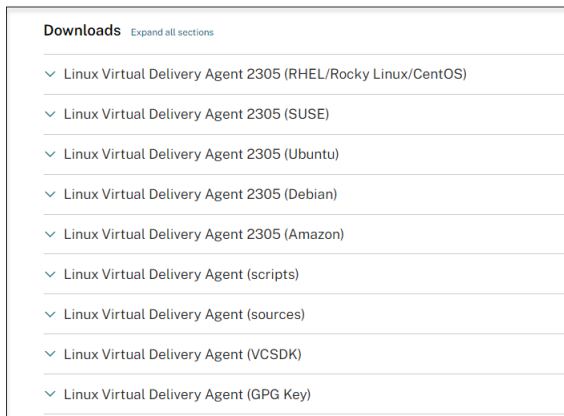 Downloads Expand all sections
Linux Virtual Delivery Agent 2305 (RHEL/Rocky Linux/CentOS)
Linux Virtual Delivery Agent 2305 (SUSE)
Linux Virtual Delivery Agent 2305 (Ubuntu)
Linux Virtual Delivery Agent 2305 (Debian)
Linux Virtual Delivery Agent 2305 (Amazon)
Linux Virtual Delivery Agent (scripts)
Linux Virtual Delivery Agent (sources)
Linux Virtual Delivery Agent (VCSDK)
Linux Virtual Delivery Agent (GPG Key)